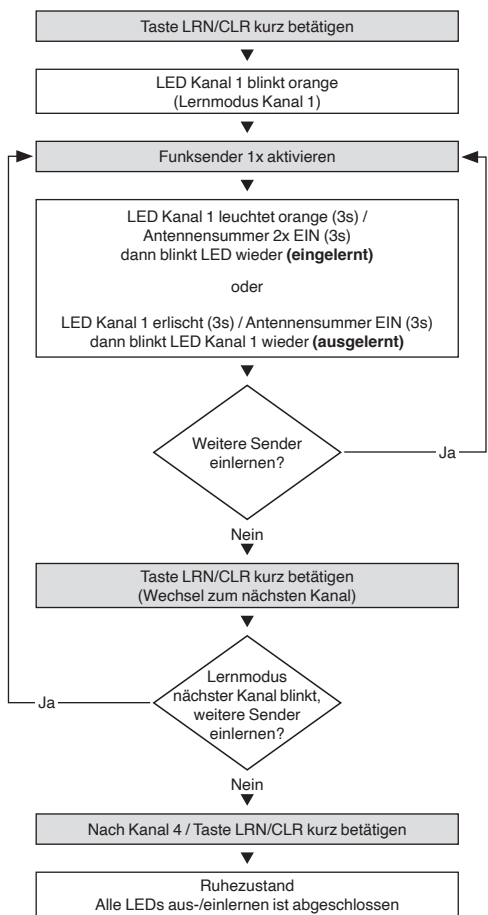 Taste LRN/CLR kurz betätigen
LED Kanal 1 blinkt orange
(Lernmodus Kanal 1)
Funksender 1x aktivieren
LED Kanal 1 leuchtet orange (3s) /
Antennensummer 2x EIN (3s)
dann blinkt LED wieder (eingelernt)
oder
LED Kanal 1 erlischt (3s) / Antennensummer EIN (3s)
dann blinkt LED Kanal 1 wieder (ausgelernt)
Weitere Sender
einlernen?
Ja
Nein
Taste LRN/CLR kurz betätigen
(Wechsel zum nächsten Kanal)
Lernmodus
nächster Kanal blinkt,
weitere Sender
einlernen?
Ja
Nein
Nach Kanal 4 / Taste LRN/CLR kurz betätigen
Ruhezustand
Alle LEDs aus-/einlernen ist abgeschlossen